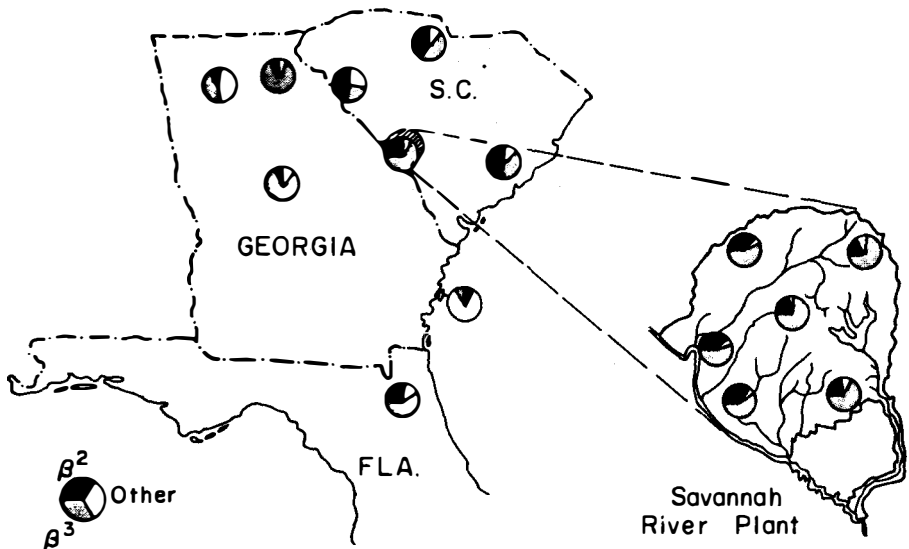 S.C.
GEORGIA
FLA.
β²
Other
β³
Savannah
River Plant